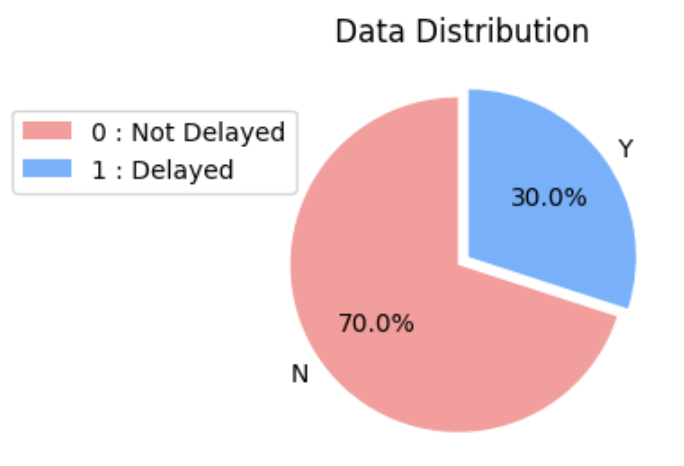 Data Distribution
0 : Not Delayed
1 : Delayed
Y
30.0%
70.0%
N